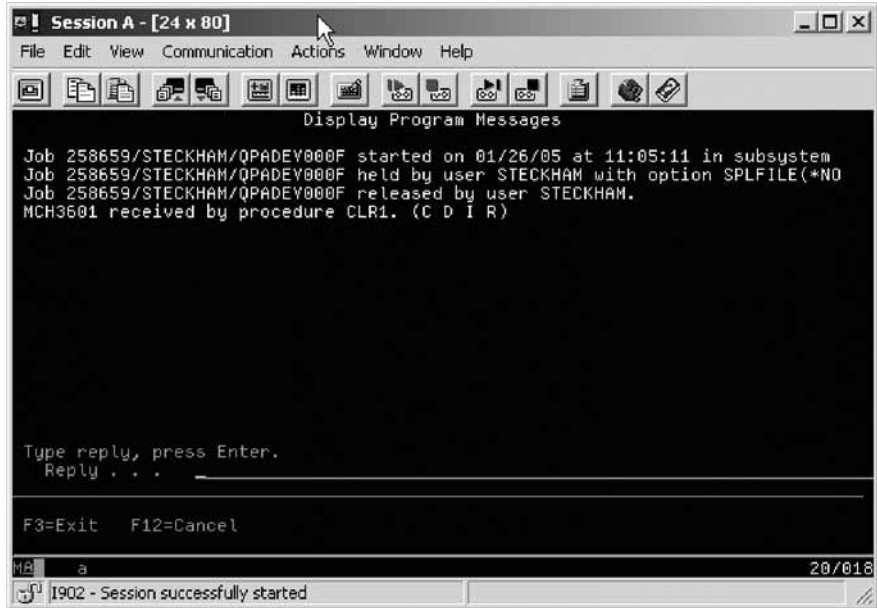 Session A - [24 x 80]
File Edit View Communication Actions Window Help
Display Program Messages
Job 258659/STECKHAM/QPADEV000F started on 01/26/05 at 11:05:11 in subsystem
Job 258659/STECKHAM/QPADEV000F held by user STECKHAM with option SPLFILE(*NO
Job 258659/STECKHAM/QPADEV000F released by user STECKHAM.
MCH3601 received by procedure CLR1. (C D I R)
Type reply, press Enter.
Reply . . . _
F3=Exit F12=Cancel
MA a 20/018
I902 - Session successfully started